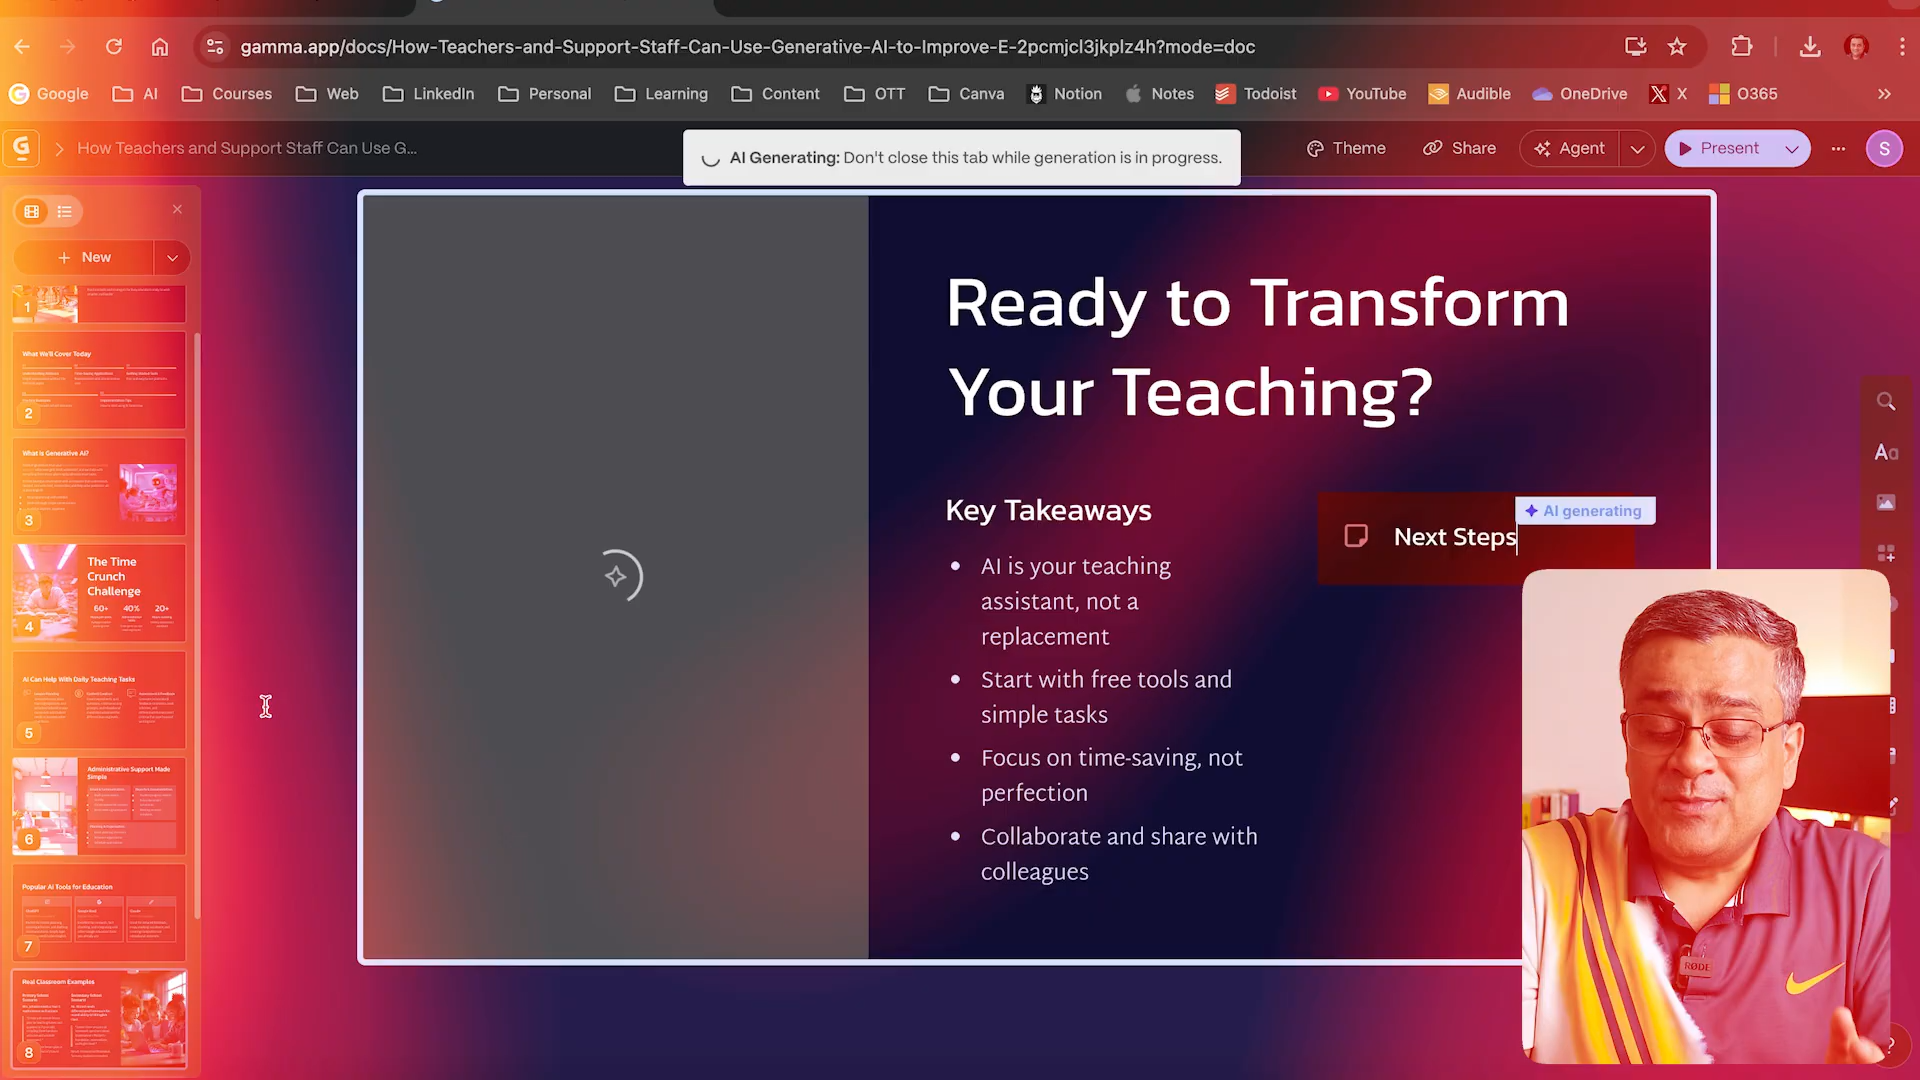 gamma.app/docs/How-Teachers-and-Support-Staff-Can-Use-Generative-AI-to-Improve-E-2pcmjcl3jkplz4h?mode=doc
Google AI Courses Web LinkedIn Personal Learning Content OTT Canva Notion Notes Todoist YouTube Audible OneDrive X O365
How Teachers and Support Staff Can Use G...
AI Generating: Don't close this tab while generation is in progress.
Theme Share Agent Present S
New
1
What We'll Cover Today
2
What is Generative AI?
3
The Time
Crunch
Challenge
60+ 40% 20+
4
AI Can Help With Daily Teaching Tasks
5
Administrative Support Made
Simple
6
Popular AI Tools for Education
7
Real Classroom Examples
8
Ready to Transform
Your Teaching?
Key Takeaways
• AI is your teaching
assistant, not a
replacement
• Start with free tools and
simple tasks
• Focus on time-saving, not
perfection
• Collaborate and share with
colleagues
AI generating
Next Steps
Aa
RØDE